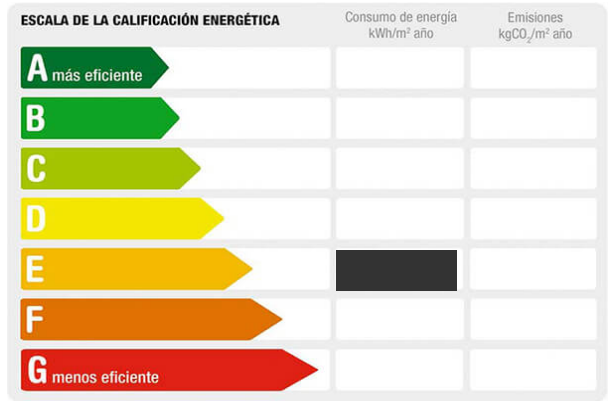 ESCALA DE LA CALIFICACIÓN ENERGÉTICA
Consumo de energía
kWh/m² año
Emisiones
kgCO₂/m² año
A más eficiente
B
C
D
E
F
G menos eficiente